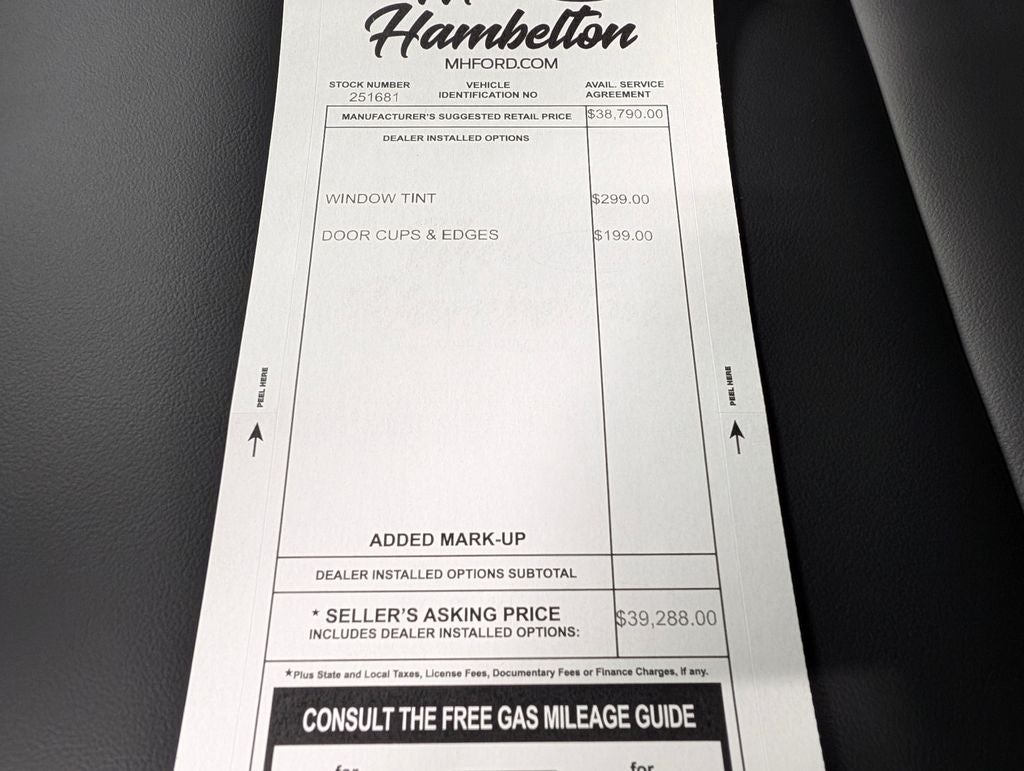 Hambelton
MHFORD.COM
STOCK NUMBER
251681
VEHICLE
IDENTIFICATION NO
AVAIL. SERVICE
AGREEMENT
MANUFACTURER'S SUGGESTED RETAIL PRICE $38,790.00
DEALER INSTALLED OPTIONS
WINDOW TINT $299.00
DOOR CUPS & EDGES $199.00
PEEL HERE
PEEL HERE
ADDED MARK-UP
DEALER INSTALLED OPTIONS SUBTOTAL
* SELLER'S ASKING PRICE
INCLUDES DEALER INSTALLED OPTIONS:
$39,288.00
*Plus State and Local Taxes, License Fees, Documentary Fees or Finance Charges, If any.
CONSULT THE FREE GAS MILEAGE GUIDE
for for